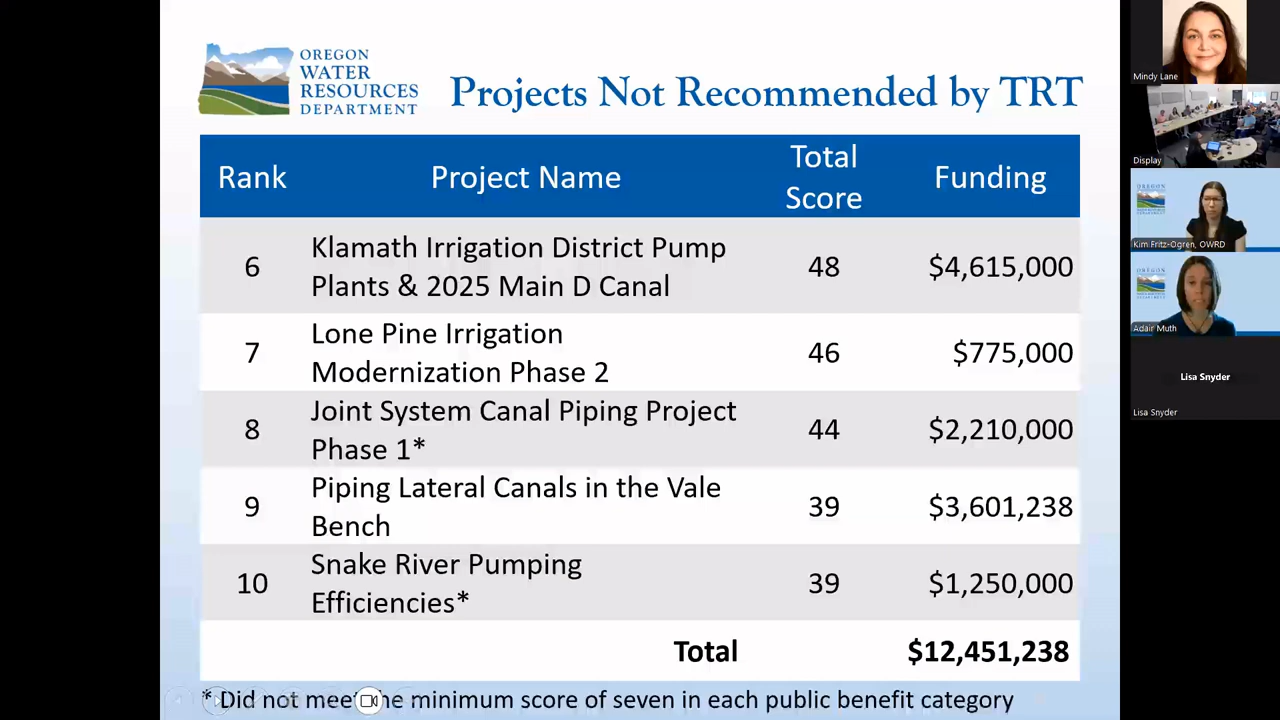 OREGON
WATER
RESOURCES
DEPARTMENT
Projects Not Recommended by TRT
Rank
Project Name
Total
Score
Funding
6
Klamath Irrigation District Pump
Plants & 2025 Main D Canal
48
$4,615,000
7
Lone Pine Irrigation
Modernization Phase 2
46
$775,000
8
Joint System Canal Piping Project
Phase 1*
44
$2,210,000
9
Piping Lateral Canals in the Vale
Bench
39
$3,601,238
10
Snake River Pumping
Efficiencies*
39
$1,250,000
Total
$12,451,238
* Did not meet the minimum score of seven in each public benefit category
Mindy Lane
Display
OREGON
Kim Fritz-Ogren, OWRD
OREGON
Adair Muth
Lisa Snyder
Lisa Snyder